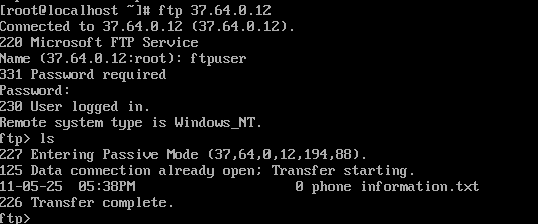 [root@localhost ~]# ftp 37.64.0.12
Connected to 37.64.0.12 (37.64.0.12).
220 Microsoft FTP Service
Name (37.64.0.12:root): ftpuser
331 Password required
Password:
230 User logged in.
Remote system type is Windows_NT.
ftp> ls
227 Entering Passive Mode (37,64,0,12,194,88).
125 Data connection already open; Transfer starting.
11-05-25  05:38PM                    0 phone information.txt
226 Transfer complete.
ftp>